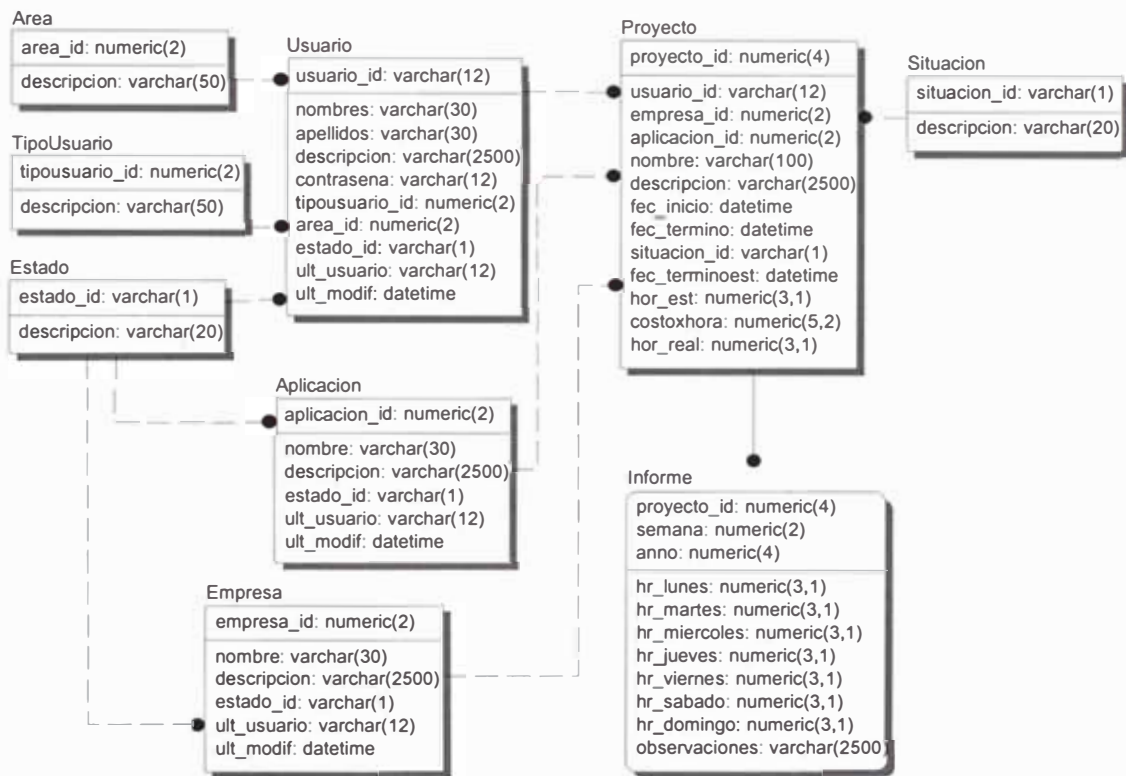 Area
area_id: numeric(2)
descripcion: varchar(50)
TipoUsuario
tipousuario_id: numeric(2)
descripcion: varchar(50)
Estado
estado_id: varchar(1)
descripcion: varchar(20)
Usuario
usuario_id: varchar(12)
nombres: varchar(30)
apellidos: varchar(30)
descripcion: varchar(2500)
contrasena: varchar(12)
tipousuario_id: numeric(2)
area_id: numeric(2)
estado_id: varchar(1)
ult_usuario: varchar(12)
ult_modif: datetime
Aplicacion
aplicacion_id: numeric(2)
nombre: varchar(30)
descripcion: varchar(2500)
estado_id: varchar(1)
ult_usuario: varchar(12)
ult_modif: datetime
Empresa
empresa_id: numeric(2)
nombre: varchar(30)
descripcion: varchar(2500)
estado_id: varchar(1)
ult_usuario: varchar(12)
ult_modif: datetime
Proyecto
proyecto_id: numeric(4)
usuario_id: varchar(12)
empresa_id: numeric(2)
aplicacion_id: numeric(2)
nombre: varchar(100)
descripcion: varchar(2500)
fec_inicio: datetime
fec_termino: datetime
situacion_id: varchar(1)
fec_terminoest: datetime
hor_est: numeric(3,1)
costoxhora: numeric(5,2)
hor_real: numeric(3,1)
Situacion
situacion_id: varchar(1)
descripcion: varchar(20)
Informe
proyecto_id: numeric(4)
semana: numeric(2)
anno: numeric(4)
hr_lunes: numeric(3,1)
hr_martes: numeric(3,1)
hr_miercoles: numeric(3,1)
hr_jueves: numeric(3,1)
hr_viernes: numeric(3,1)
hr_sabado: numeric(3,1)
hr_domingo: numeric(3,1)
observaciones: varchar(2500)